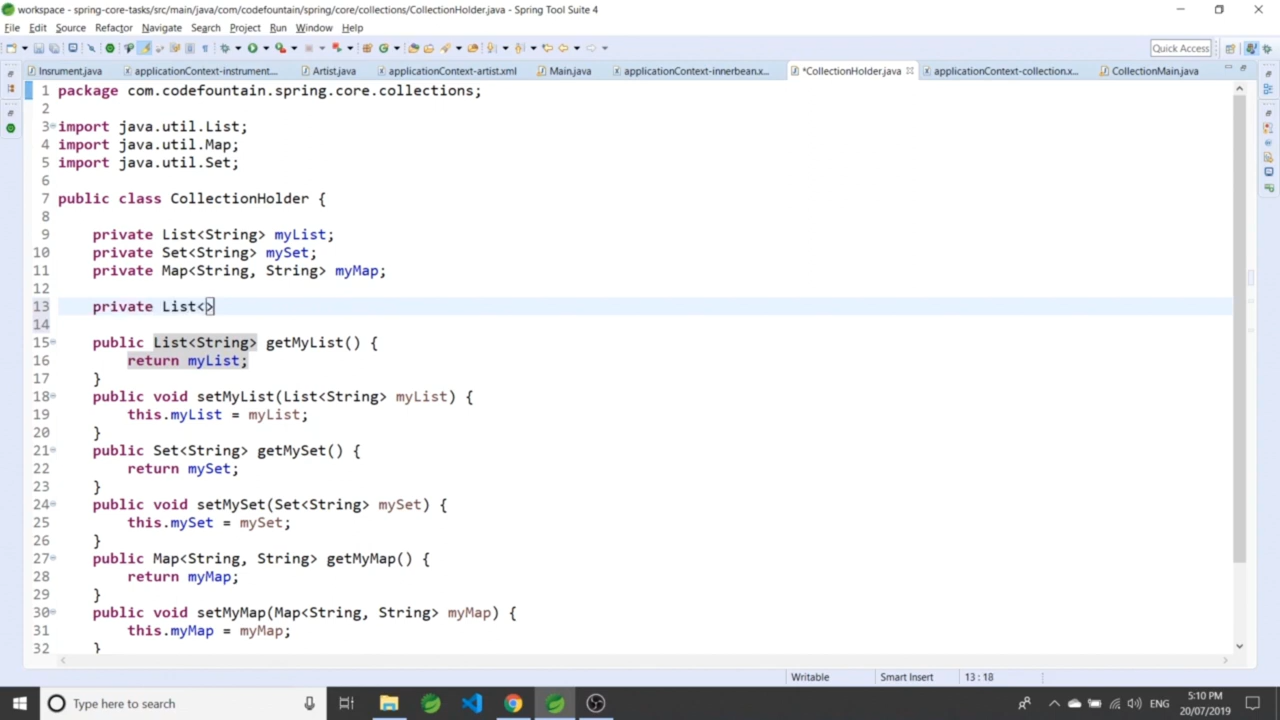 workspace - spring-core-tasks/src/main/java/com/codefountain/spring/core/collections/CollectionHolder.java - Spring Tool Suite 4
File Edit Source Refactor Navigate Search Project Run Window Help
Quick Access
Insrument.java applicationContext-instrument... Artist.java applicationContext-artist.xml Main.java applicationContext-innerbean.x... *CollectionHolder.java applicationContext-collection.x... CollectionMain.java
1 package com.codefountain.spring.core.collections;
2
3 import java.util.List;
4 import java.util.Map;
5 import java.util.Set;
6
7 public class CollectionHolder {
8
9 private List<String> myList;
10 private Set<String> mySet;
11 private Map<String, String> myMap;
12
13 private List<>
14
15 public List<String> getMyList() {
16 return myList;
17 }
18 public void setMyList(List<String> myList) {
19 this.myList = myList;
20 }
21 public Set<String> getMySet() {
22 return mySet;
23 }
24 public void setMySet(Set<String> mySet) {
25 this.mySet = mySet;
26 }
27 public Map<String, String> getMyMap() {
28 return myMap;
29 }
30 public void setMyMap(Map<String, String> myMap) {
31 this.myMap = myMap;
32 }
Writable Smart Insert 13 : 18
Type here to search
ENG
5:10 PM
20/07/2019